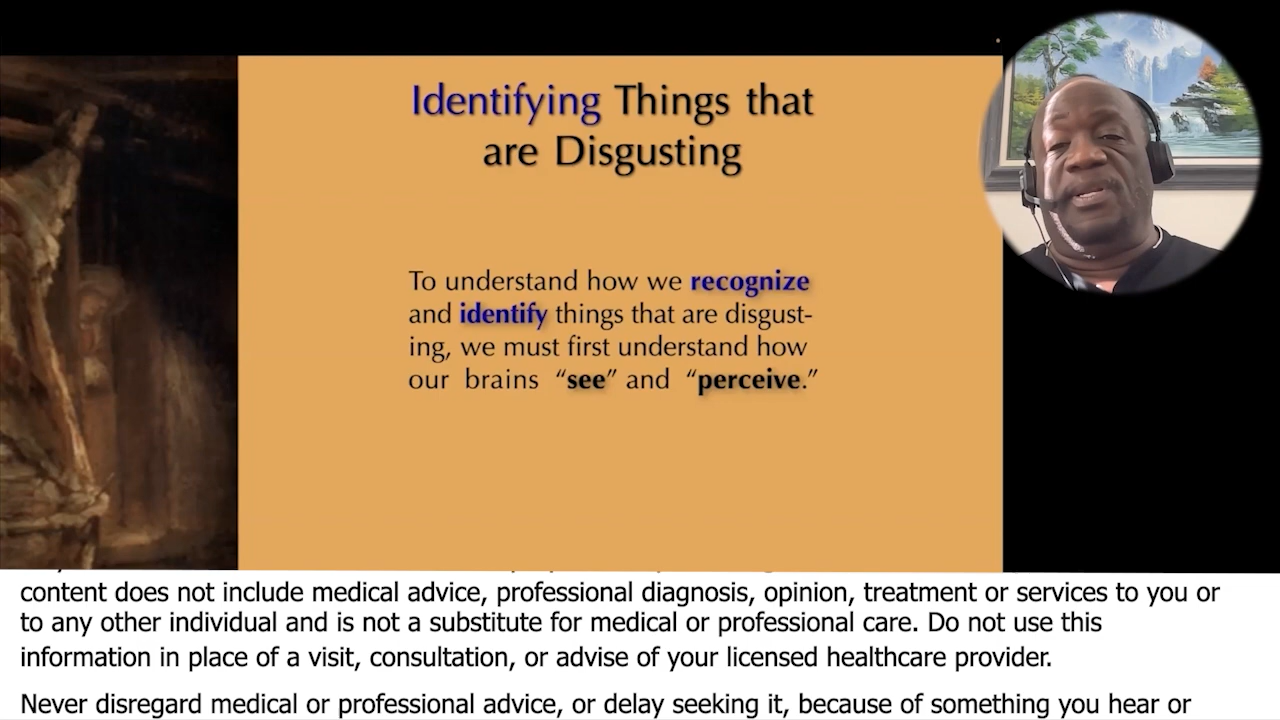 Identifying Things that
are Disgusting
To understand how we recognize
and identify things that are disgust-
ing, we must first understand how
our brains “see” and “perceive.”
content does not include medical advice, professional diagnosis, opinion, treatment or services to you or
to any other individual and is not a substitute for medical or professional care. Do not use this
information in place of a visit, consultation, or advise of your licensed healthcare provider.
Never disregard medical or professional advice, or delay seeking it, because of something you hear or